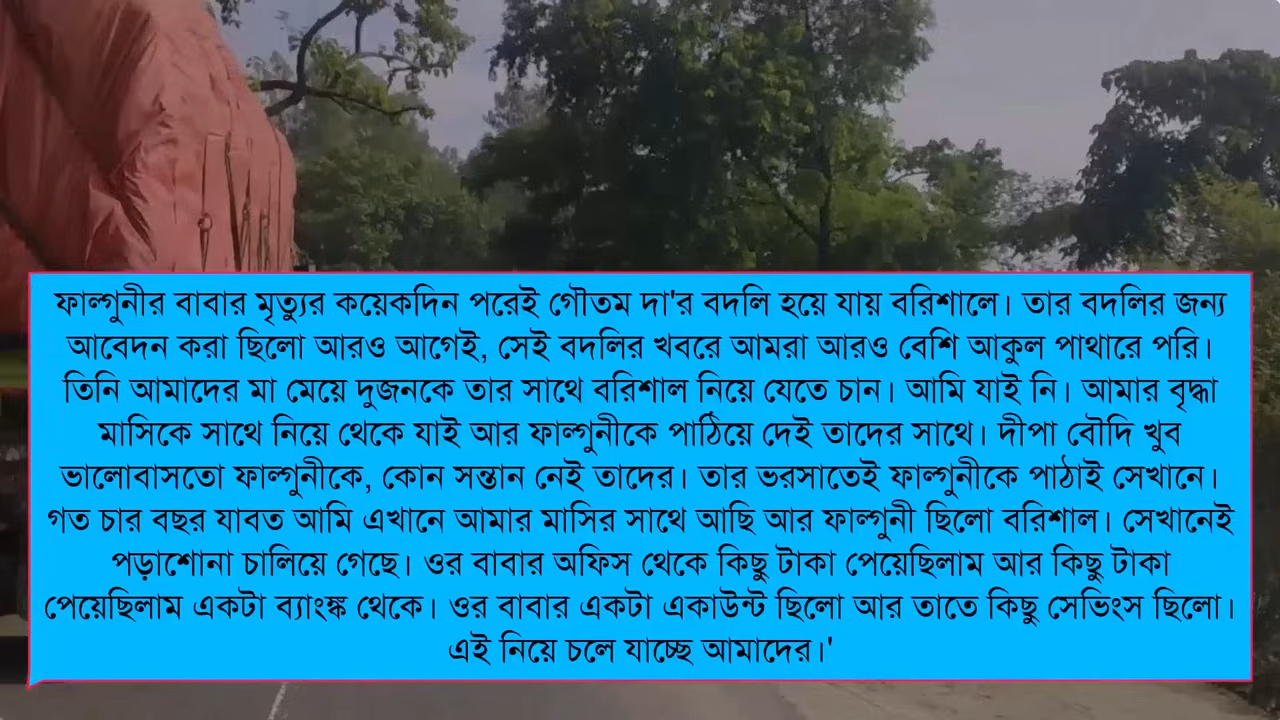 ফাল্গুনীর বাবার মৃত্যুর কয়েকদিন পরেই গৌতম দা'র বদলি হয়ে যায় বরিশালে। তার বদলির জন্য
আবেদন করা ছিলো আরও আগেই, সেই বদলির খবরে আমরা আরও বেশি আকুল পাথারে পরি।
তিনি আমাদের মা মেয়ে দুজনকে তার সাথে বরিশাল নিয়ে যেতে চান। আমি যাই নি। আমার বৃদ্ধা
মাসিকে সাথে নিয়ে থেকে যাই আর ফাল্গুনীকে পাঠিয়ে দেই তাদের সাথে। দীপা বৌদি খুব
ভালোবাসতো ফাল্গুনীকে, কোন সন্তান নেই তাদের। তার ভরসাতেই ফাল্গুনীকে পাঠাই সেখানে।
গত চার বছর যাবত আমি এখানে আমার মাসির সাথে আছি আর ফাল্গুনী ছিলো বরিশাল। সেখানেই
পড়াশোনা চালিয়ে গেছে। ওর বাবার অফিস থেকে কিছু টাকা পেয়েছিলাম আর কিছু টাকা
পেয়েছিলাম একটা ব্যাংঙ্ক থেকে। ওর বাবার একটা একাউন্ট ছিলো আর তাতে কিছু সেভিংস ছিলো।
এই নিয়ে চলে যাচ্ছে আমাদের।'